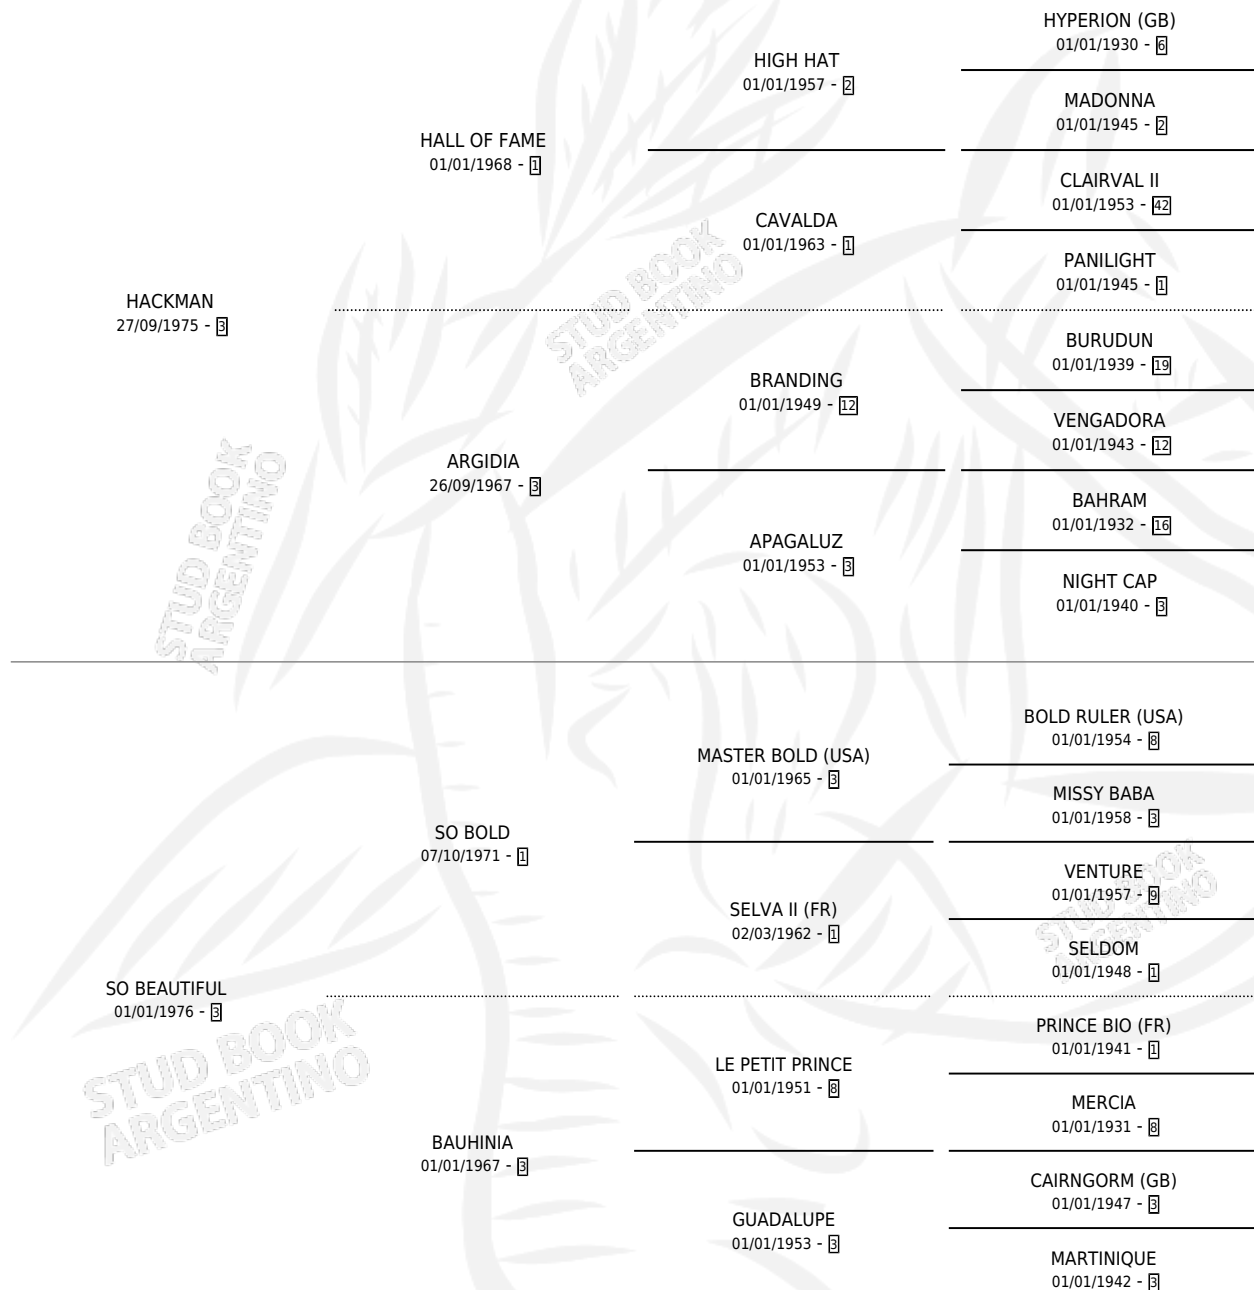 HYPERION (GB)
01/01/1930 - 6
HIGH HAT
01/01/1957 - 2
MADONNA
01/01/1945 - 2
HALL OF FAME
01/01/1968 - 1
CLAIRVAL II
01/01/1953 - 42
CAVALDA
01/01/1963 - 1
PANILIGHT
01/01/1945 - 1
HACKMAN
27/09/1975 - 3
BURUDUN
01/01/1939 - 19
BRANDING
01/01/1949 - 12
VENGADORA
01/01/1943 - 12
ARGIDIA
26/09/1967 - 3
BAHRAM
01/01/1932 - 16
APAGALUZ
01/01/1953 - 3
NIGHT CAP
01/01/1940 - 3
BOLD RULER (USA)
01/01/1954 - 8
MASTER BOLD (USA)
01/01/1965 - 3
MISSY BABA
01/01/1958 - 3
SO BOLD
07/10/1971 - 1
VENTURE
01/01/1957 - 9
SELVA II (FR)
02/03/1962 - 1
SELDOM
01/01/1948 - 1
SO BEAUTIFUL
01/01/1976 - 3
PRINCE BIO (FR)
01/01/1941 - 1
LE PETIT PRINCE
01/01/1951 - 8
MERCIA
01/01/1931 - 8
BAUHINIA
01/01/1967 - 3
CAIRNGORM (GB)
01/01/1947 - 3
GUADALUPE
01/01/1953 - 3
MARTINIQUE
01/01/1942 - 3
STUD BOOK
ARGENTINO
STUD BOOK
ARGENTINO
STUD BOOK
ARGENTINO
STUD BOOK
ARGENTINO